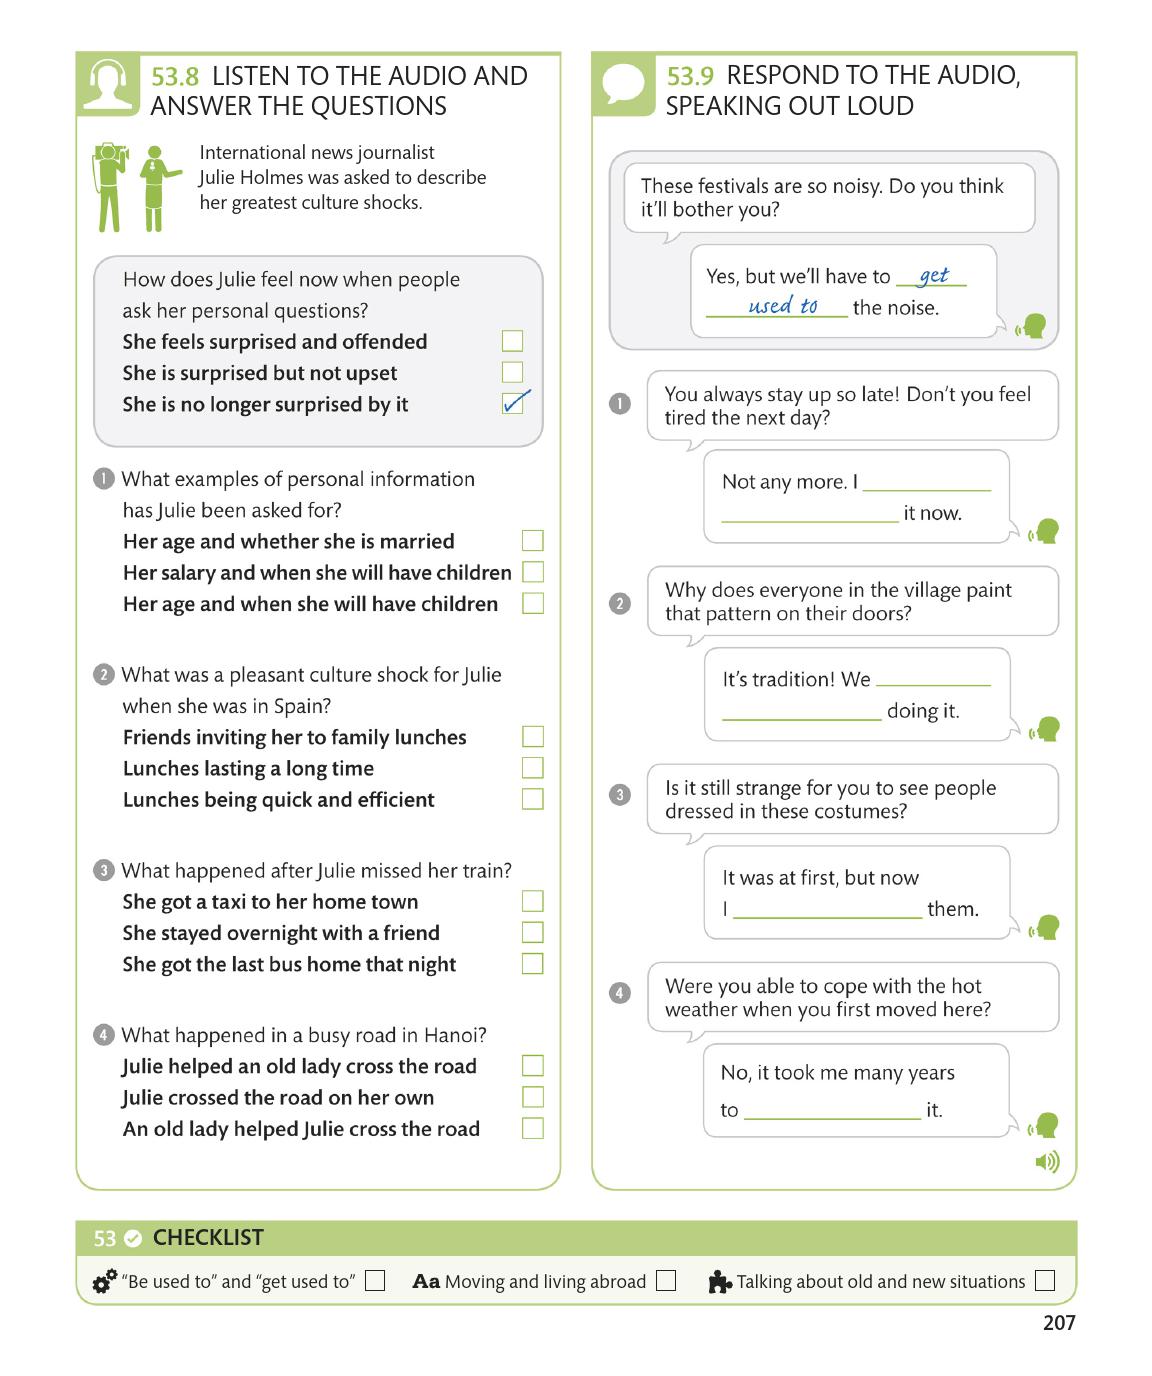 53.8 LISTEN TO THE AUDIO AND
ANSWER THE QUESTIONS
International news journalist
Julie Holmes was asked to describe
her greatest culture shocks.
How does Julie feel now when people
ask her personal questions?
She feels surprised and offended
She is surprised but not upset
She is no longer surprised by it
1 What examples of personal information
has Julie been asked for?
Her age and whether she is married
Her salary and when she will have children
Her age and when she will have children
2 What was a pleasant culture shock for Julie
when she was in Spain?
Friends inviting her to family lunches
Lunches lasting a long time
Lunches being quick and efficient
3 What happened after Julie missed her train?
She got a taxi to her home town
She stayed overnight with a friend
She got the last bus home that night
4 What happened in a busy road in Hanoi?
Julie helped an old lady cross the road
Julie crossed the road on her own
An old lady helped Julie cross the road
53.9 RESPOND TO THE AUDIO,
SPEAKING OUT LOUD
These festivals are so noisy. Do you think
it'll bother you?
Yes, but we'll have to get
used to the noise.
1 You always stay up so late! Don't you feel
tired the next day?
Not any more. I
it now.
2 Why does everyone in the village paint
that pattern on their doors?
It's tradition! We
doing it.
3 Is it still strange for you to see people
dressed in these costumes?
It was at first, but now
I them.
4 Were you able to cope with the hot
weather when you first moved here?
No, it took me many years
to it.
53 CHECKLIST
"Be used to" and "get used to" Aa Moving and living abroad Talking about old and new situations
207